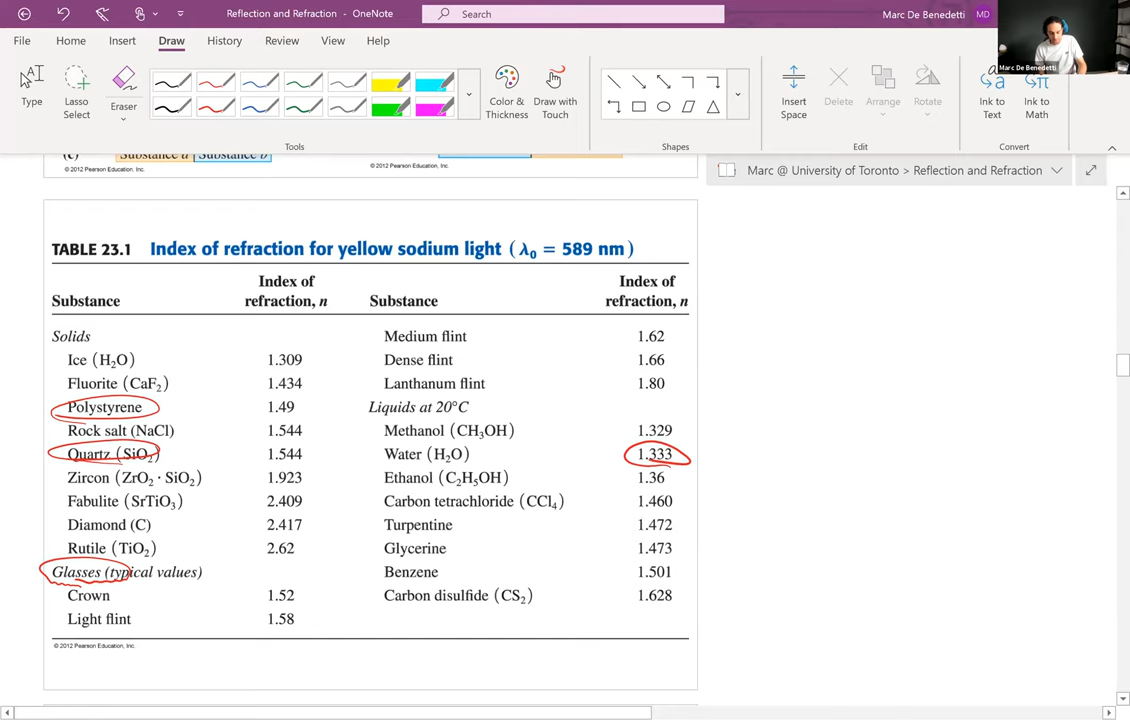 Reflection and Refraction - OneNote
Search
Marc De Benedetti
MD
Marc De Benedetti
File
Home
Insert
Draw
History
Review
View
Help
Type
Lasso
Select
Eraser
Color &
Thickness
Draw with
Touch
Insert
Space
Delete
Arrange
Rotate
Ink to
Text
Ink to
Math
Tools
Shapes
Edit
Convert
(c)
Substance a
Substance b
© 2012 Pearson Education, Inc.
© 2012 Pearson Education, Inc.
Marc @ University of Toronto > Reflection and Refraction
TABLE 23.1 Index of refraction for yellow sodium light (λ₀ = 589 nm)
Substance Index of refraction, n Substance Index of refraction, n
Solids Medium flint 1.62
Ice (H₂O) 1.309 Dense flint 1.66
Fluorite (CaF₂) 1.434 Lanthanum flint 1.80
Polystyrene 1.49 Liquids at 20°C
Rock salt (NaCl) 1.544 Methanol (CH₃OH) 1.329
Quartz (SiO₂) 1.544 Water (H₂O) 1.333
Zircon (ZrO₂ · SiO₂) 1.923 Ethanol (C₂H₅OH) 1.36
Fabulite (SrTiO₃) 2.409 Carbon tetrachloride (CCl₄) 1.460
Diamond (C) 2.417 Turpentine 1.472
Rutile (TiO₂) 2.62 Glycerine 1.473
Glasses (typical values) Benzene 1.501
Crown 1.52 Carbon disulfide (CS₂) 1.628
Light flint 1.58
© 2012 Pearson Education, Inc.